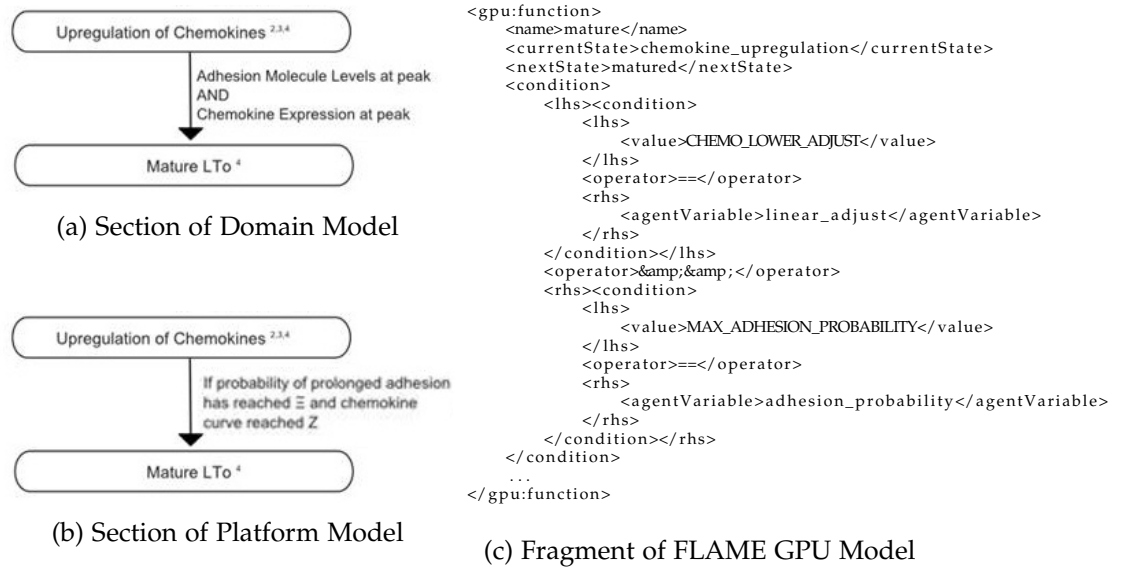 Upregulation of Chemokines 2,3,4
Adhesion Molecule Levels at peak
AND
Chemokine Expression at peak
Mature LTo 4
(a) Section of Domain Model
Upregulation of Chemokines 2,3,4
If probability of prolonged adhesion
has reached Ξ and chemokine
curve reached Z
Mature LTo 4
(b) Section of Platform Model
<gpu:function>
<name>mature</name>
<currentState>chemokine_upregulation</currentState>
<nextState>matured</nextState>
<condition>
<lhs><condition>
<lhs>
<value>CHEMO_LOWER_ADJUST</value>
</lhs>
<operator>==</operator>
<rhs>
<agentVariable>linear_adjust</agentVariable>
</rhs>
</condition></lhs>
<operator>&amp;&amp;</operator>
<rhs><condition>
<lhs>
<value>MAX_ADHESION_PROBABILITY</value>
</lhs>
<operator>==</operator>
<rhs>
<agentVariable>adhesion_probability</agentVariable>
</rhs>
</condition></rhs>
</condition>
...
</gpu:function>
(c) Fragment of FLAME GPU Model